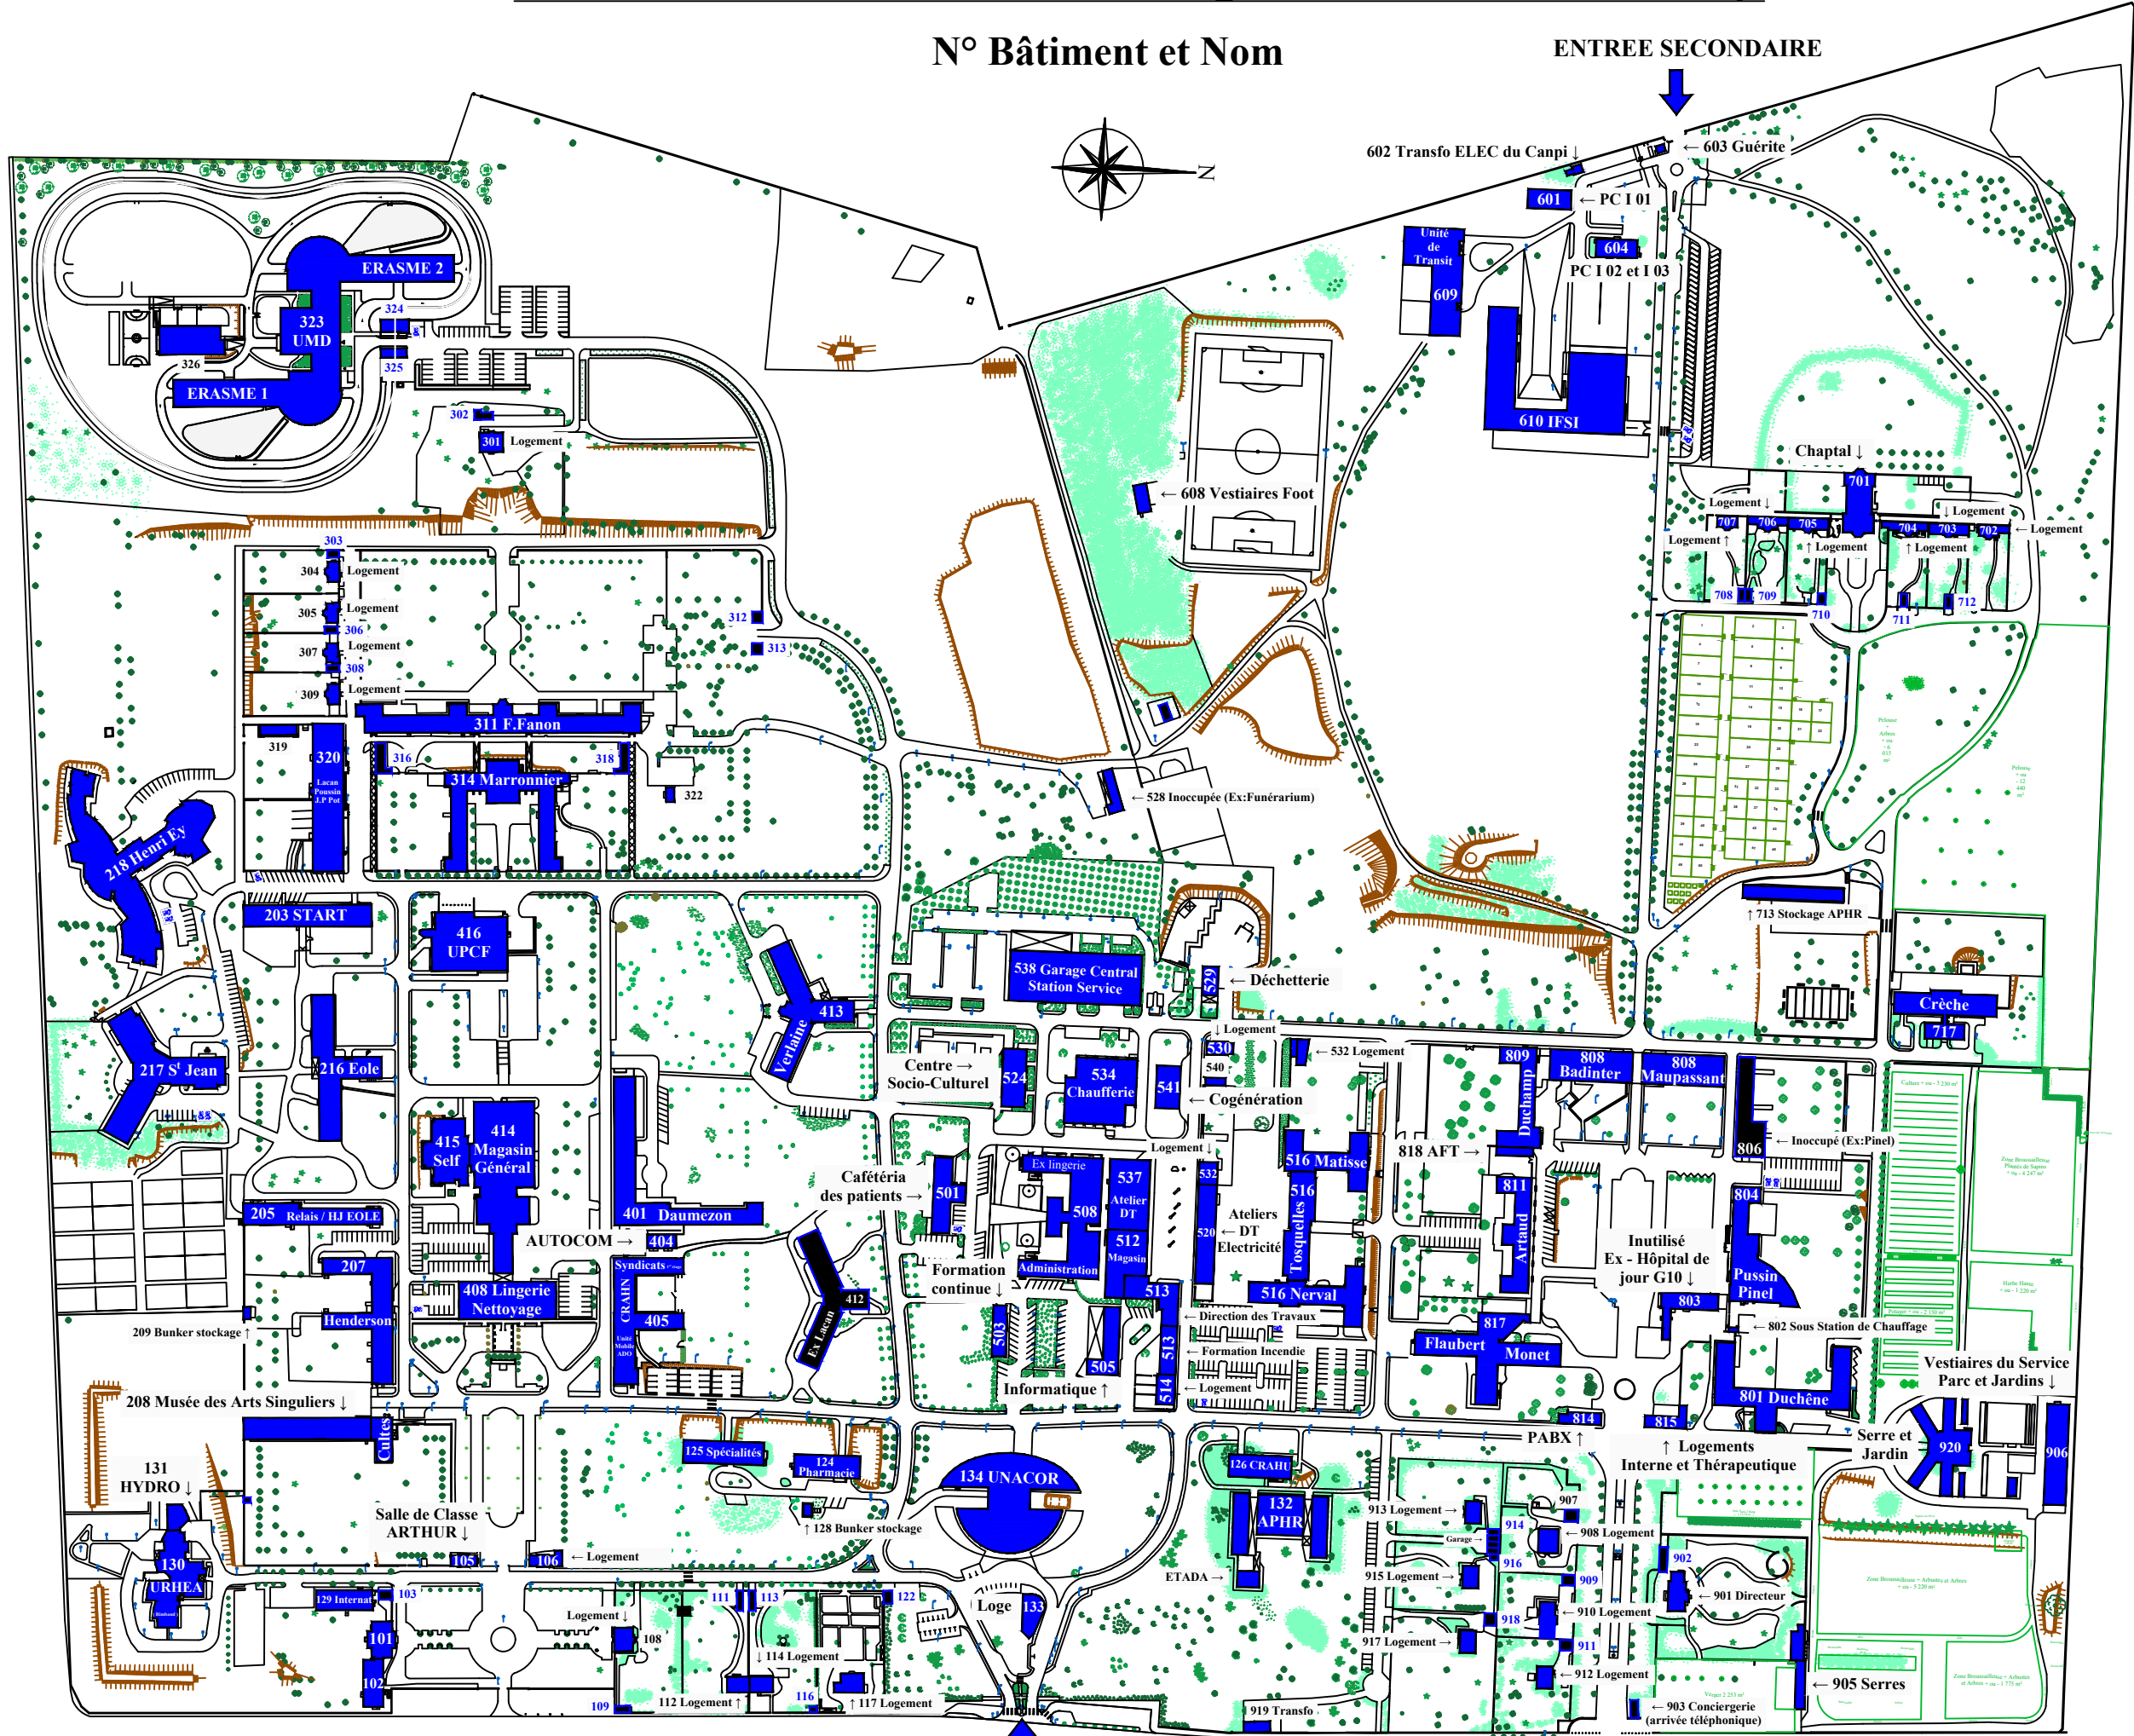 N° Bâtiment et Nom
ENTREE SECONDAIRE
N
602 Transfo ELEC du Canpi ↓
← 603 Guérite
601
← PC I 01
604
PC I 02 et I 03
Unité
de
Transit
609
610 IFSI
ERASME 2
323
UMD
324
325
326
ERASME 1
302
301
Logement
← 608 Vestiaires Foot
Chaptal ↓
701
Logement ↓
↓ Logement
707
706
705
704
703
702
← Logement
Logement ↑
↑ Logement
↑ Logement
708
709
710
711
712
303
304
Logement
305
Logement
306
307
Logement
308
309
Logement
312
313
311 F.Fanon
319
320
Lacan
Poussin
J.P Pot
316
318
314 Marronnier
322
← 528 Inoccupée (Ex:Funérarium)
218 Henri Ey
203 START
416
UPCF
↑ 713 Stockage APHR
538 Garage Central
Station Service
529
← Déchetterie
413
Verlaine
Crèche
717
217 St Jean
216 Eole
↓ Logement
530
540
← 532 Logement
Centre →
Socio-Culturel
524
534
Chaufferie
541
← Cogénération
809
808
Badinter
808
Maupassant
Duchamp
818 AFT →
← Inoccupé (Ex:Pinel)
806
415
Self
414
Magasin
Général
Logement ↓
Ex lingerie
532
516 Matisse
Cafétéria
des patients →
501
537
Atelier
DT
508
516
Tosquelles
811
Artaud
804
205
Relais / HJ EOLE
401 Daumezon
AUTOCOM →
404
512
Magasin
520
Ateliers
← DT
Electricité
Inutilisé
Ex - Hôpital de
jour G10 ↓
Pussin
Pinel
207
Henderson
209 Bunker stockage ↑
408 Lingerie
Nettoyage
Syndicats
CRAHN
405
Unité
Mobile
ADO
412
Ex Lacan
Formation
continue ↓
Administration
513
516 Nerval
503
505
513
514
← Direction des Travaux
← Formation Incendie
← Logement
Informatique ↑
803
← 802 Sous Station de Chauffage
817
Flaubert
Monet
801 Duchêne
Vestiaires du Service
Parc et Jardins ↓
208 Musée des Arts Singuliers ↓
Cultes
814
815
PABX ↑
↑ Logements
Interne et Thérapeutique
Serre et
Jardin
920
906
125 Spécialités
124
Pharmacie
134 UNACOR
126 CRAHU
132
APHR
131
HYDRO ↓
Salle de Classe
ARTHUR ↓
↑ 128 Bunker stockage
913 Logement →
907
914
← 908 Logement
Garage →
916
130
URHEA
105
106
← Logement
ETADA →
915 Logement →
909
902
← 901 Directeur
129 Internat
103
111
113
122
Loge
133
918
← 910 Logement
Logement ↓
108
101
102
↓ 114 Logement
917 Logement →
911
← 912 Logement
109
112 Logement ↑
116
↑ 117 Logement
919 Transfo
← 903 Conciergerie
(arrivée téléphonique)
← 905 Serres